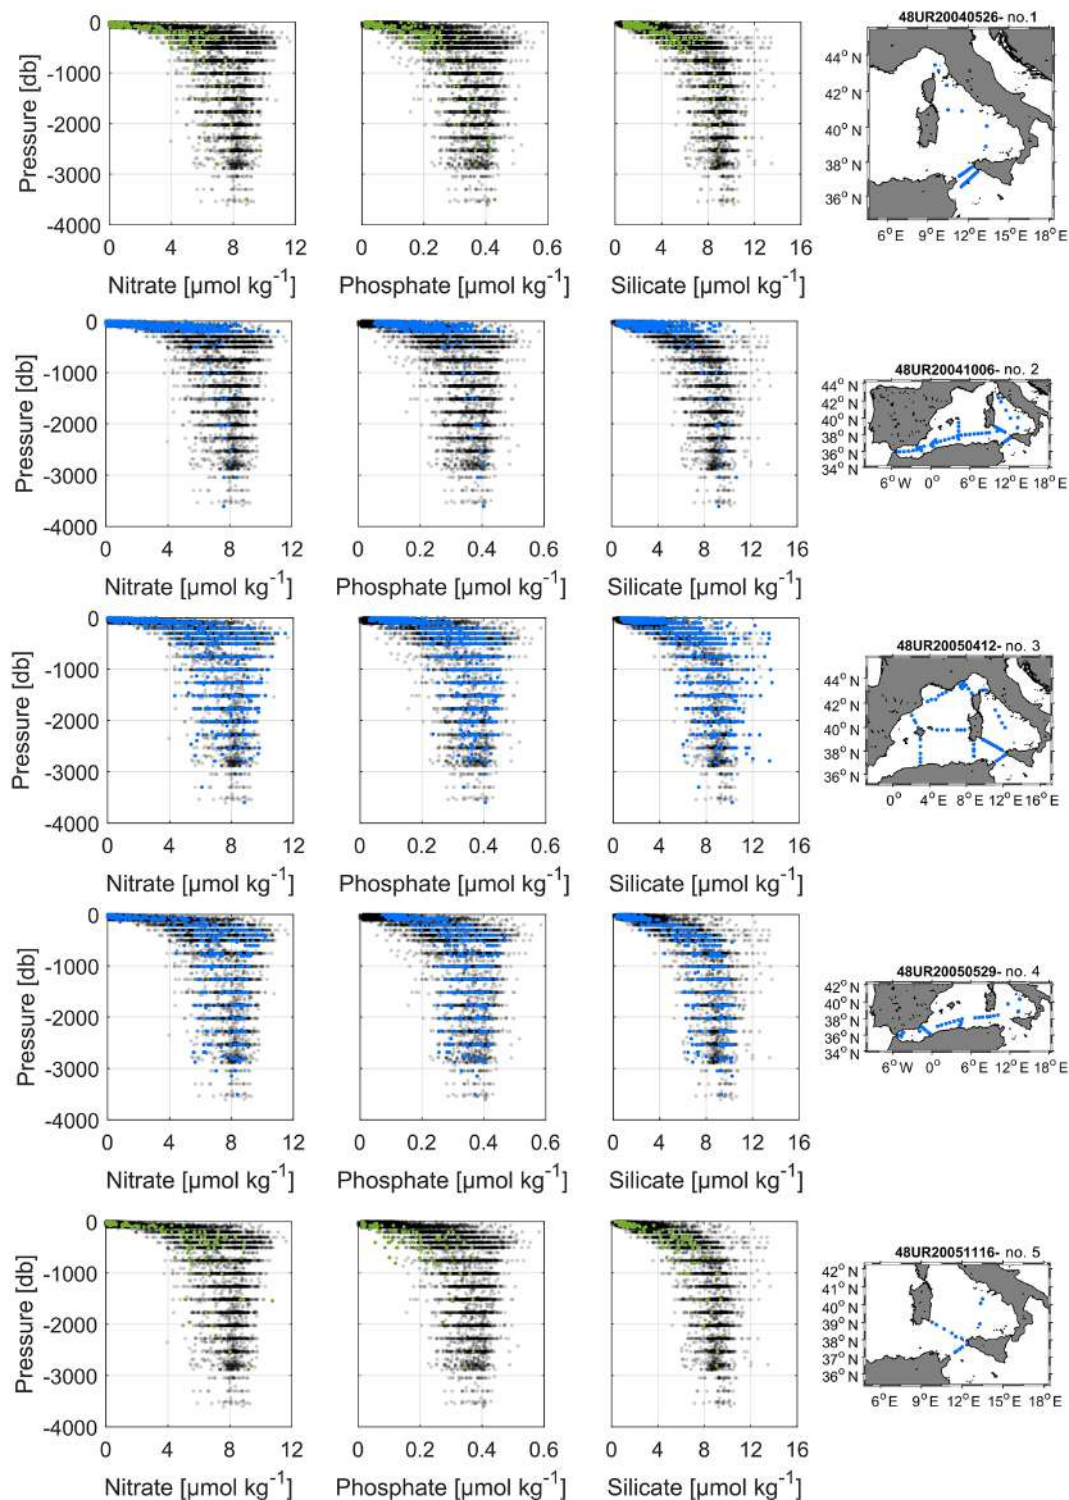 48UR20040526- no.1
0
-1000
-2000
-3000
-4000
Pressure [db]
0 4 8 12
0 0.2 0.4 0.6
0 4 8 12 16
Nitrate [µmol kg⁻¹]
Phosphate [µmol kg⁻¹]
Silicate [µmol kg⁻¹]
44° N
42° N
40° N
38° N
36° N
6°E 9°E 12°E 15°E 18°E
48UR20041006- no. 2
0
-1000
-2000
-3000
-4000
Pressure [db]
0 4 8 12
0 0.2 0.4 0.6
0 4 8 12 16
Nitrate [µmol kg⁻¹]
Phosphate [µmol kg⁻¹]
Silicate [µmol kg⁻¹]
44° N
42° N
40° N
38° N
36° N
34° N
6°W 0° 6°E 12°E 18°E
48UR20050412- no. 3
0
-1000
-2000
-3000
-4000
Pressure [db]
0 4 8 12
0 0.2 0.4 0.6
0 4 8 12 16
Nitrate [µmol kg⁻¹]
Phosphate [µmol kg⁻¹]
Silicate [µmol kg⁻¹]
44° N
42° N
40° N
38° N
36° N
0° 4°E 8°E 12°E 16°E
48UR20050529- no. 4
0
-1000
-2000
-3000
-4000
Pressure [db]
0 4 8 12
0 0.2 0.4 0.6
0 4 8 12 16
Nitrate [µmol kg⁻¹]
Phosphate [µmol kg⁻¹]
Silicate [µmol kg⁻¹]
42° N
40° N
38° N
36° N
34° N
6°W 0° 6°E 12°E 18°E
48UR20051116- no. 5
0
-1000
-2000
-3000
-4000
Pressure [db]
0 4 8 12
0 0.2 0.4 0.6
0 4 8 12 16
Nitrate [µmol kg⁻¹]
Phosphate [µmol kg⁻¹]
Silicate [µmol kg⁻¹]
42° N
41° N
40° N
39° N
38° N
37° N
36° N
6°E 9°E 12°E 15°E 18°E